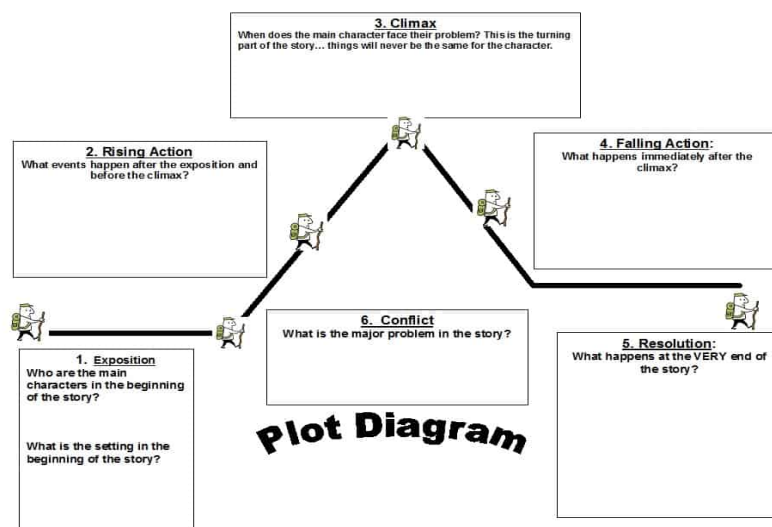 3. Climax
When does the main character face their problem? This is the turning
part of the story... things will never be the same for the character.
2. Rising Action
What events happen after the exposition and
before the climax?
4. Falling Action:
What happens immediately after the
climax?
1. Exposition
Who are the main
characters in the beginning
of the story?
What is the setting in the
beginning of the story?
6. Conflict
What is the major problem in the story?
5. Resolution:
What happens at the VERY end of
the story?
Plot Diagram